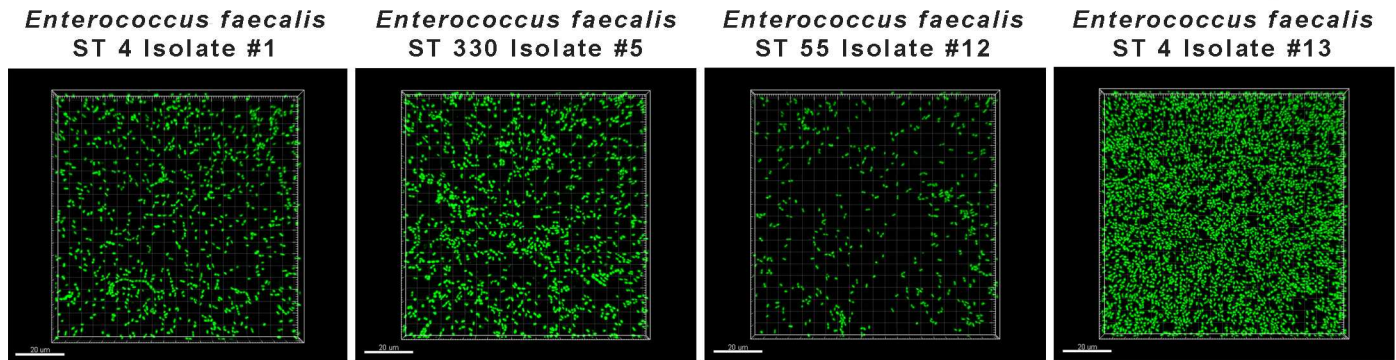 Enterococcus faecalis
ST 4 Isolate #1
Enterococcus faecalis
ST 330 Isolate #5
Enterococcus faecalis
ST 55 Isolate #12
Enterococcus faecalis
ST 4 Isolate #13
20 um
20 um
20 um
20 um